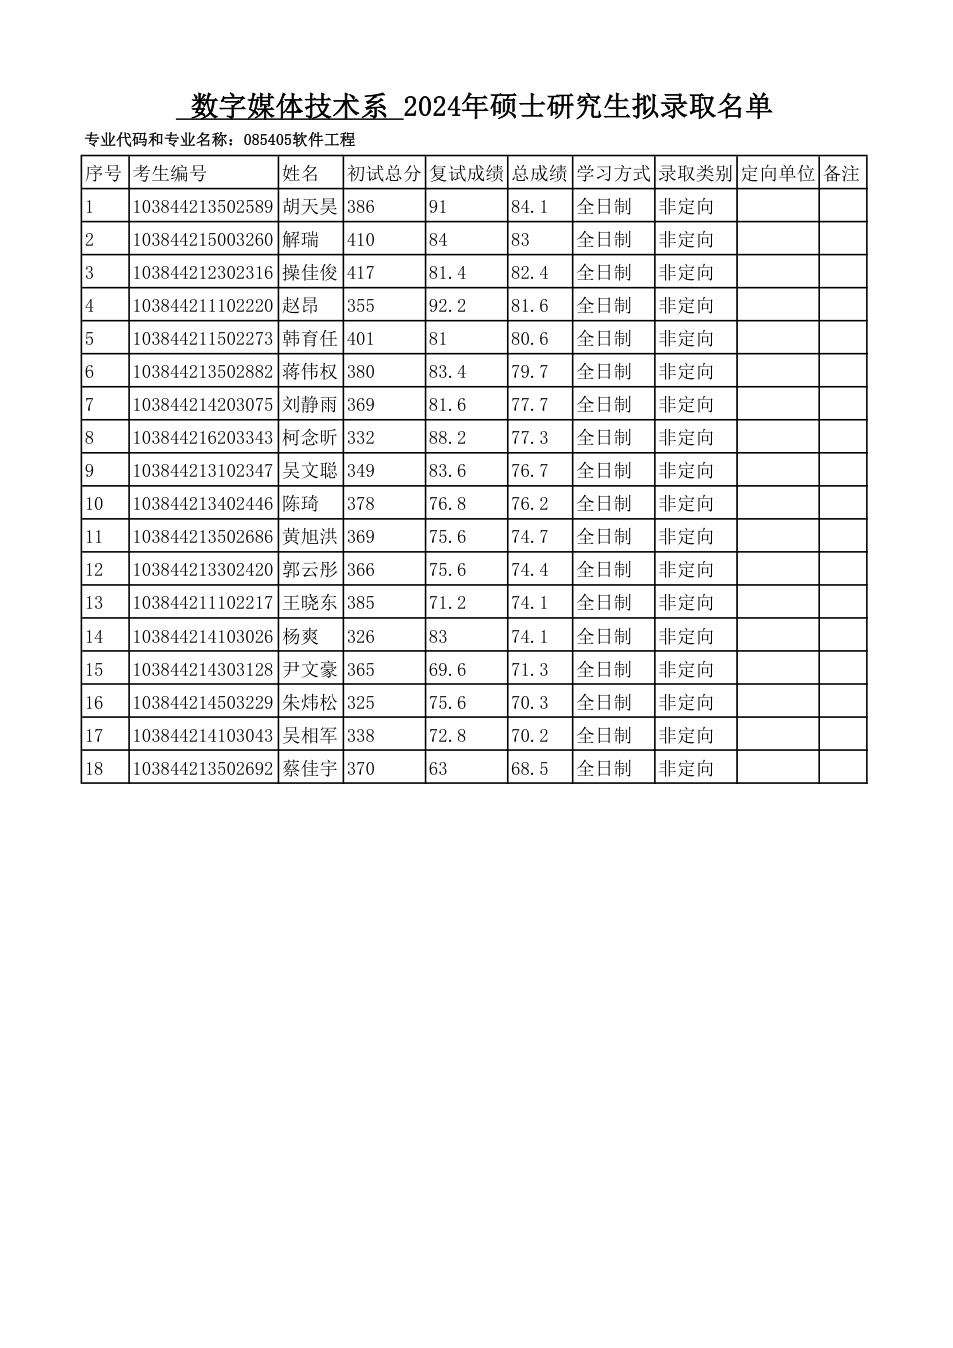 数字媒体技术系 2024年硕士研究生拟录取名单
专业代码和专业名称：085405软件工程
序号 考生编号 姓名 初试总分 复试成绩 总成绩 学习方式 录取类别 定向单位 备注
1 103844213502589 胡天昊 386 91 84.1 全日制 非定向
2 103844215003260 解瑞 410 84 83 全日制 非定向
3 103844212302316 操佳俊 417 81.4 82.4 全日制 非定向
4 103844211102220 赵昂 355 92.2 81.6 全日制 非定向
5 103844211502273 韩育任 401 81 80.6 全日制 非定向
6 103844213502882 蒋伟权 380 83.4 79.7 全日制 非定向
7 103844214203075 刘静雨 369 81.6 77.7 全日制 非定向
8 103844216203343 柯念昕 332 88.2 77.3 全日制 非定向
9 103844213102347 吴文聪 349 83.6 76.7 全日制 非定向
10 103844213402446 陈琦 378 76.8 76.2 全日制 非定向
11 103844213502686 黄旭洪 369 75.6 74.7 全日制 非定向
12 103844213302420 郭云彤 366 75.6 74.4 全日制 非定向
13 103844211102217 王晓东 385 71.2 74.1 全日制 非定向
14 103844214103026 杨爽 326 83 74.1 全日制 非定向
15 103844214303128 尹文豪 365 69.6 71.3 全日制 非定向
16 103844214503229 朱炜松 325 75.6 70.3 全日制 非定向
17 103844214103043 吴相军 338 72.8 70.2 全日制 非定向
18 103844213502692 蔡佳宇 370 63 68.5 全日制 非定向